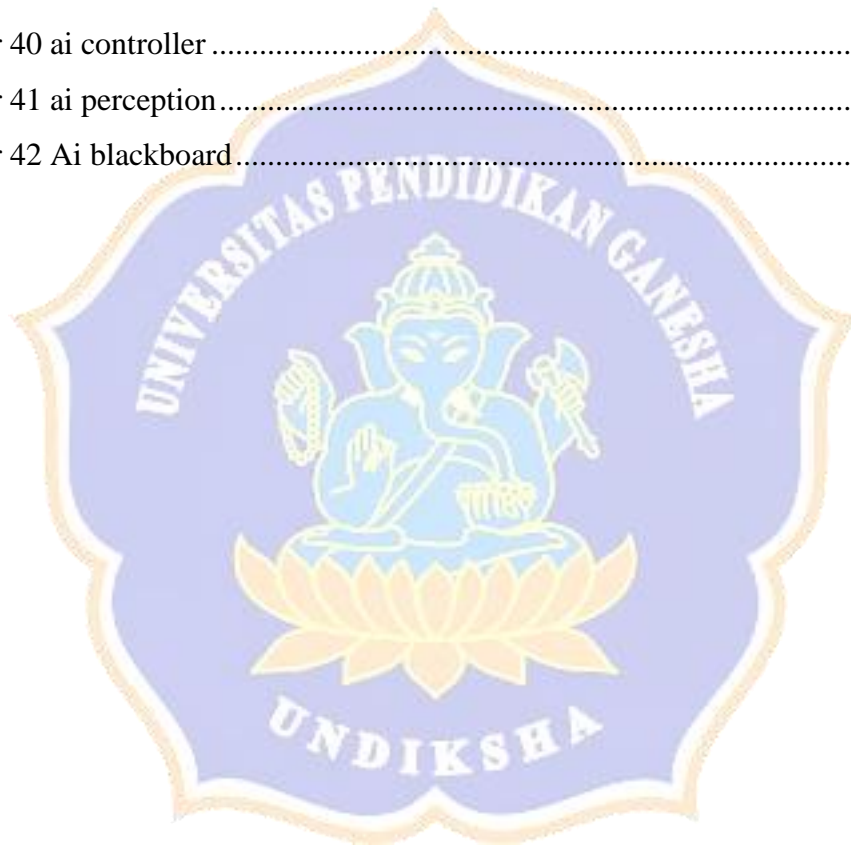 r 40 ai controller ........................................................................................
r 41 ai perception........................................................................................
r 42 Ai blackboard........................................................................................
UNIVERSITAS PENDIDIKAN GANESHA
UNDIKSHA